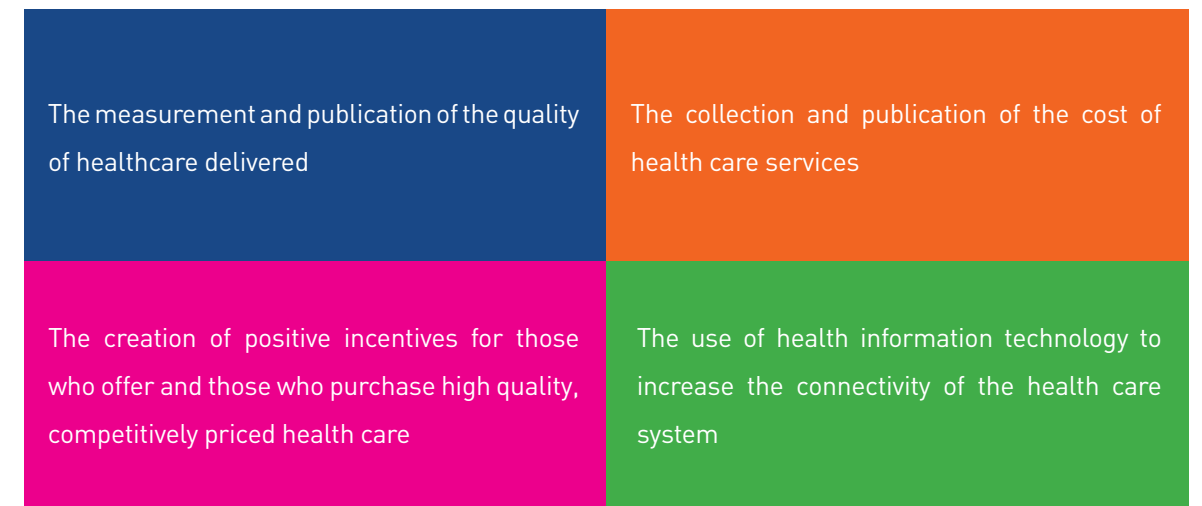 The measurement and publication of the quality
of healthcare delivered
The collection and publication of the cost of
health care services
The creation of positive incentives for those
who offer and those who purchase high quality,
competitively priced health care
The use of health information technology to
increase the connectivity of the health care
system